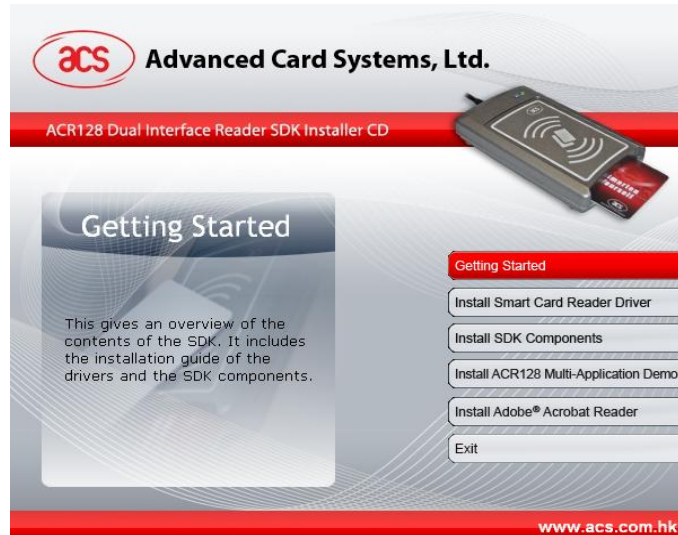 acs
Advanced Card Systems, Ltd.
ACR128 Dual Interface Reader SDK Installer CD
Getting Started
This gives an overview of the
contents of the SDK. It includes
the installation guide of the
drivers and the SDK components.
Getting Started
Install Smart Card Reader Driver
Install SDK Components
Install ACR128 Multi-Application Demo
Install Adobe® Acrobat Reader
Exit
www.acs.com.hk